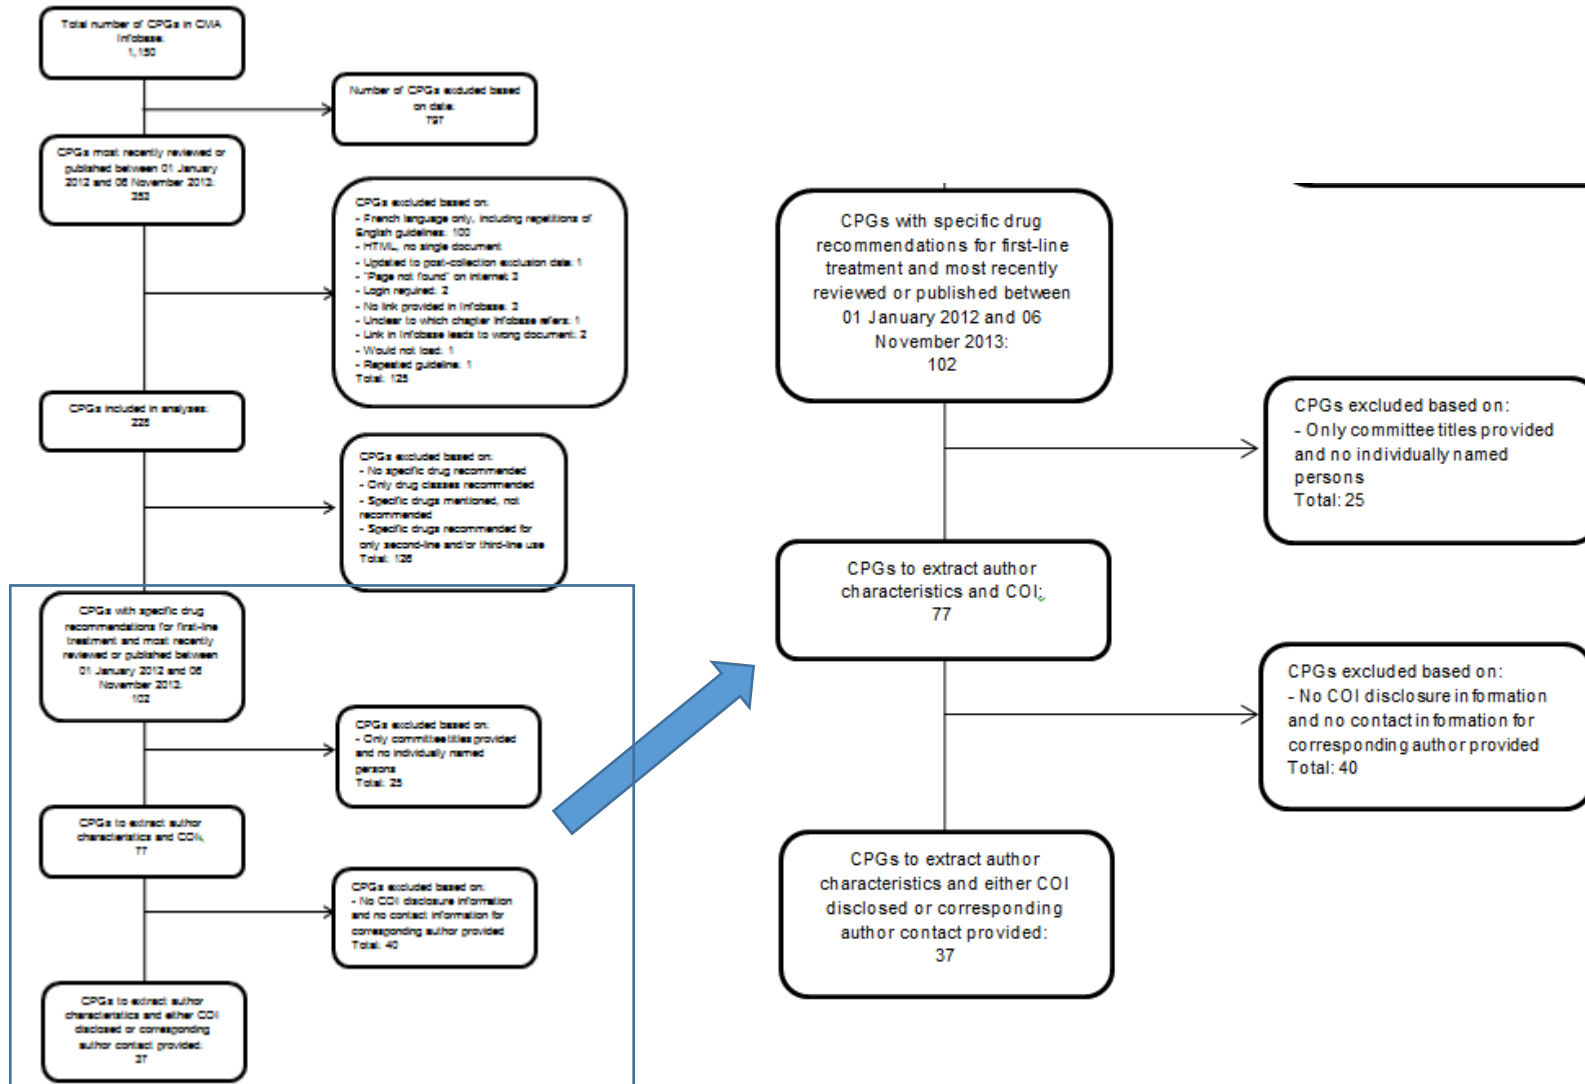 Total number of CPGs in CMA
Infobase:
1,150
Number of CPGs excluded based
on date:
797
CPGs most recently reviewed or
published between 01 January
2012 and 06 November 2013:
353
CPGs excluded based on:
- French language only, including repetitions of
English guidelines: 100
- HTML, no single document
- Updated to post-collection exclusion date: 1
- "Page not found" on internet: 3
- Login required: 2
- No link provided in Infobase: 3
- Unclear to which chapter Infobase refers: 1
- Link in Infobase leads to wrong document: 2
- Would not load: 1
- Repeated guideline: 1
Total: 125
CPGs included in analyses:
228
CPGs excluded based on:
- No specific drug recommended
- Only drug classes recommended
- Specific drugs mentioned, not
recommended
- Specific drugs recommended for
only second-line and/or third-line use
Total: 126
CPGs with specific drug
recommendations for first-line
treatment and most recently
reviewed or published between
01 January 2012 and 06
November 2013:
102
CPGs excluded based on:
- Only committee titles provided
and no individually named
persons
Total: 25
CPGs to extract author
characteristics and COI:
77
CPGs excluded based on:
- No COI disclosure information
and no contact information for
corresponding author provided
Total: 40
CPGs to extract author
characteristics and either COI
disclosed or corresponding
author contact provided:
37
CPGs with specific drug
recommendations for first-line
treatment and most recently
reviewed or published between
01 January 2012 and 06
November 2013:
102
CPGs excluded based on:
- Only committee titles provided
and no individually named
persons
Total: 25
CPGs to extract author
characteristics and COI:
77
CPGs excluded based on:
- No COI disclosure information
and no contact information for
corresponding author provided
Total: 40
CPGs to extract author
characteristics and either COI
disclosed or corresponding
author contact provided:
37